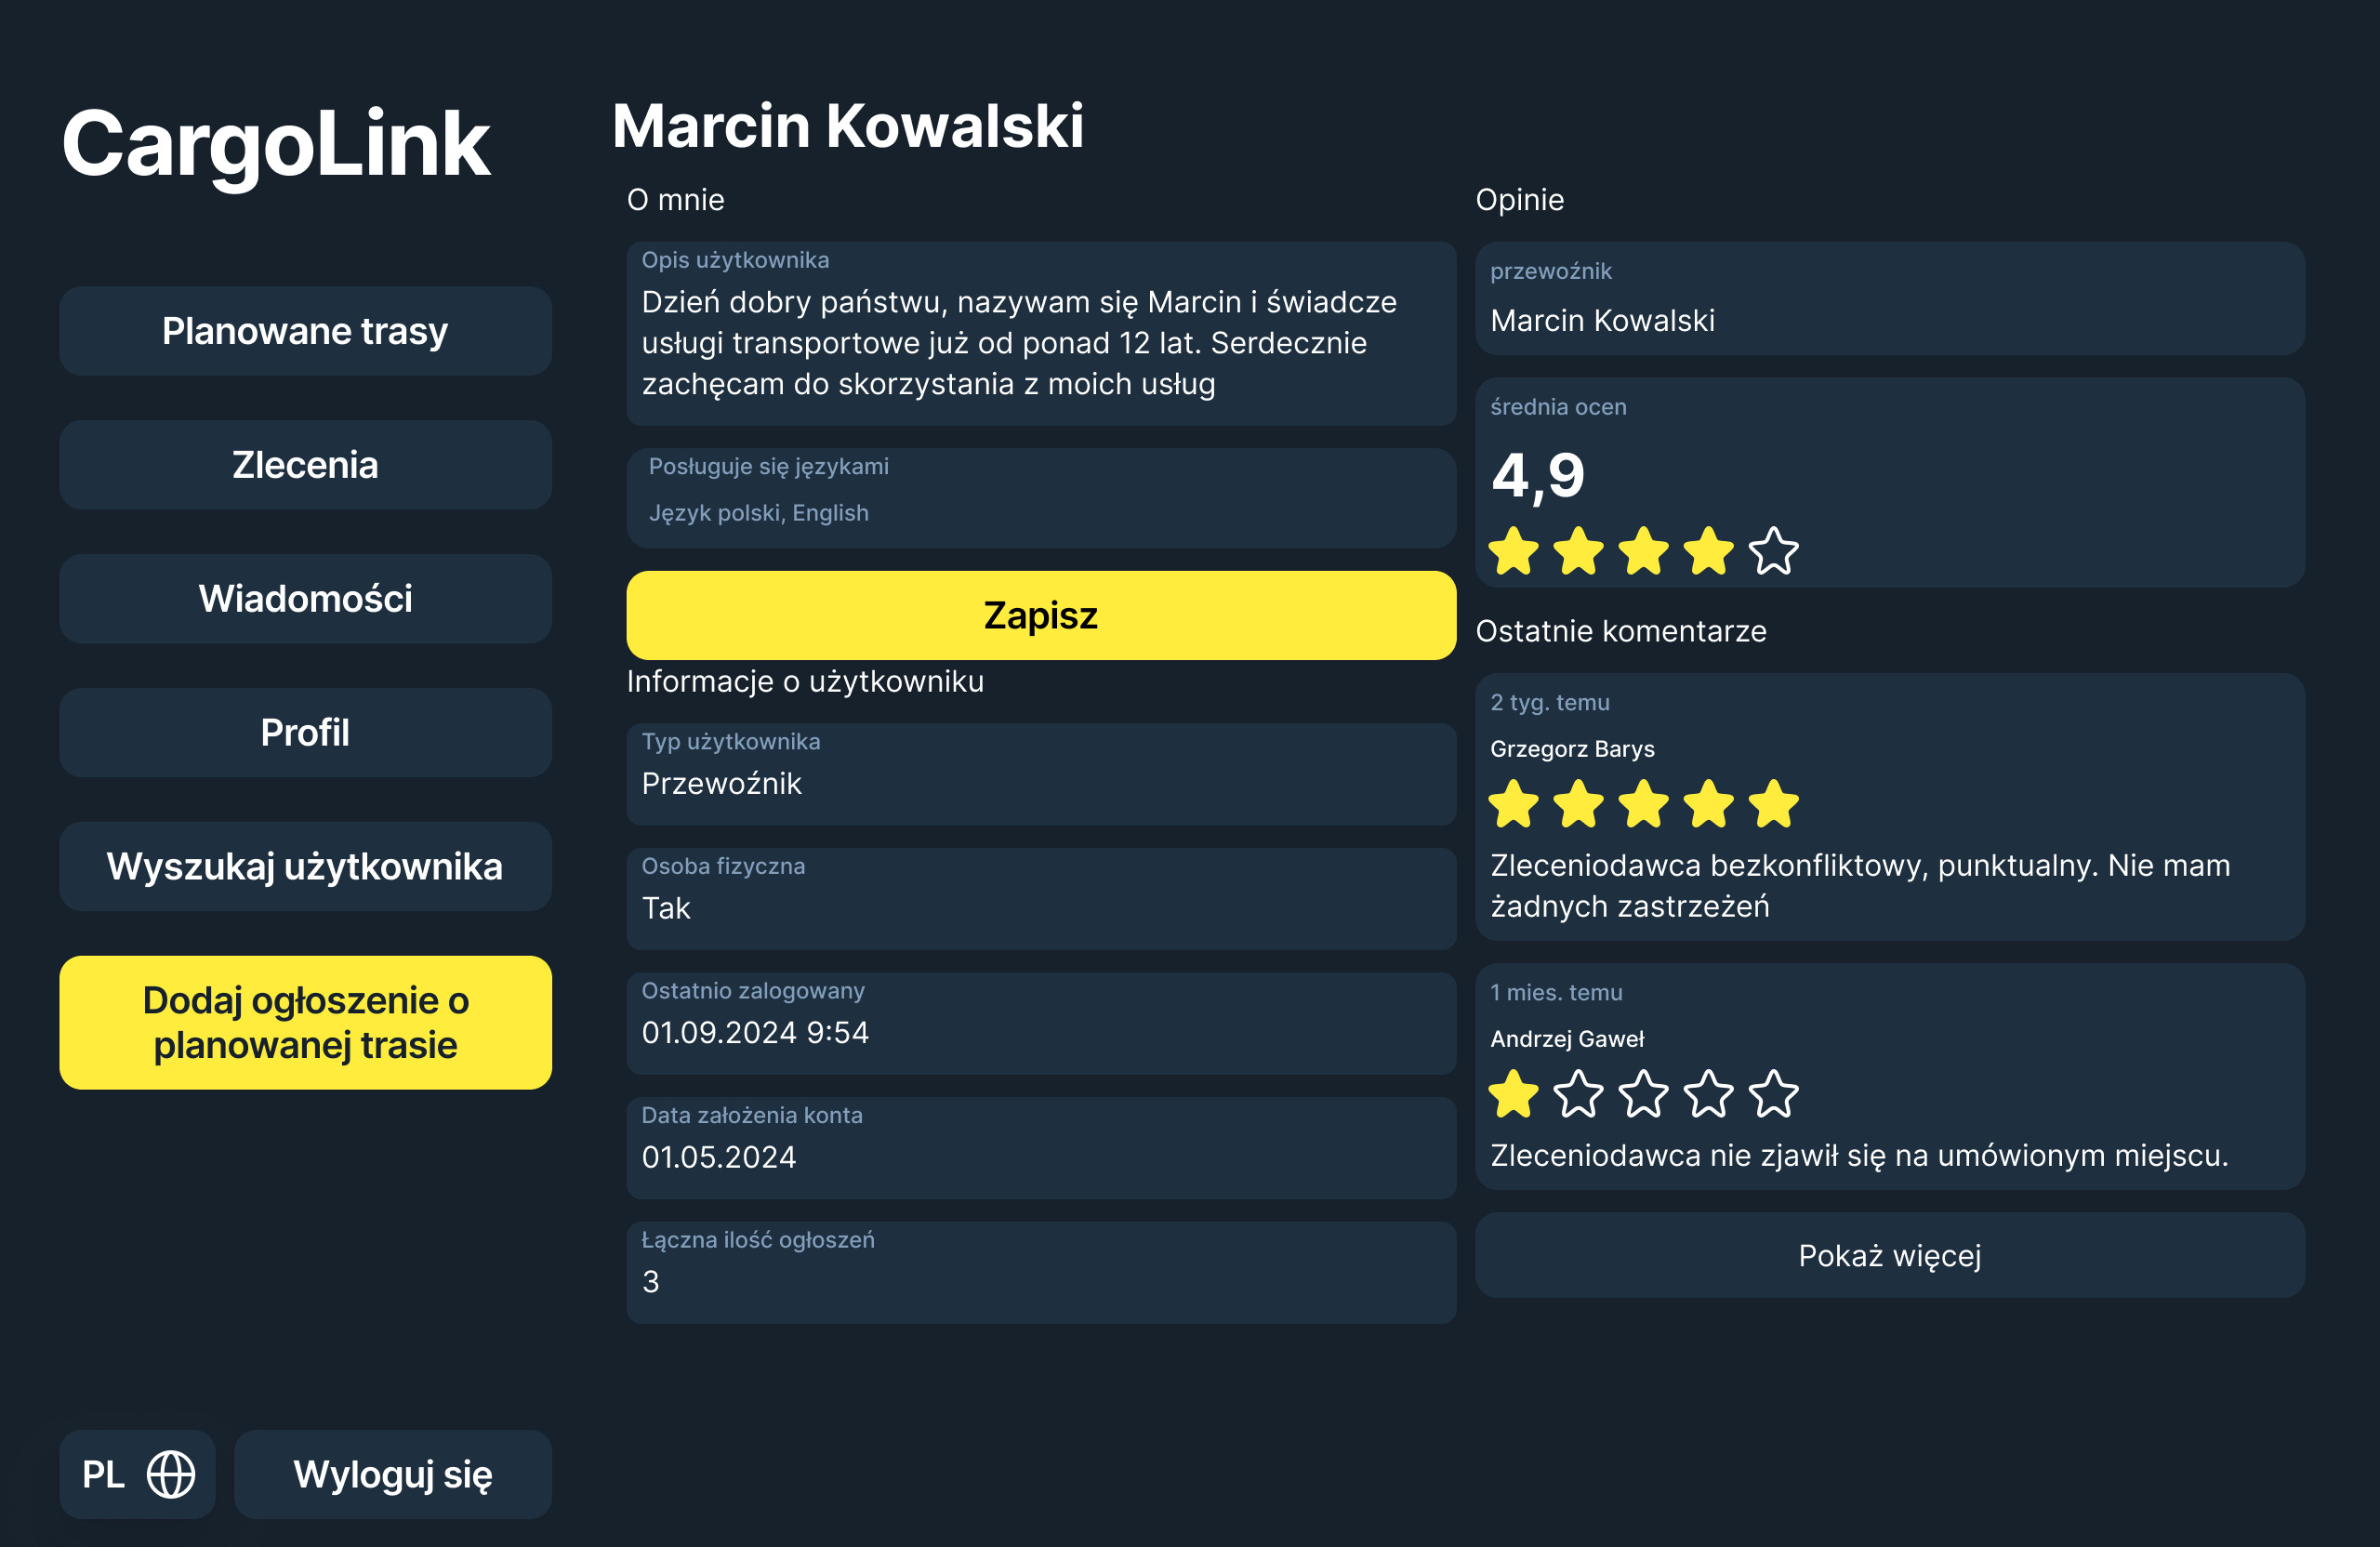 CargoLink
Planowane trasy
Zlecenia
Wiadomości
Profil
Wyszukaj użytkownika
Dodaj ogłoszenie o
planowanej trasie
PL
Wyloguj się
Marcin Kowalski
O mnie
Opis użytkownika
Dzień dobry państwu, nazywam się Marcin i świadcze
usługi transportowe już od ponad 12 lat. Serdecznie
zachęcam do skorzystania z moich usług
Posługuje się językami
Język polski, English
Zapisz
Informacje o użytkowniku
Typ użytkownika
Przewoźnik
Osoba fizyczna
Tak
Ostatnio zalogowany
01.09.2024 9:54
Data założenia konta
01.05.2024
Łączna ilość ogłoszeń
3
Opinie
przewoźnik
Marcin Kowalski
średnia ocen
4,9
Ostatnie komentarze
2 tyg. temu
Grzegorz Barys
Zleceniodawca bezkonfliktowy, punktualny. Nie mam
żadnych zastrzeżeń
1 mies. temu
Andrzej Gaweł
Zleceniodawca nie zjawił się na umówionym miejscu.
Pokaż więcej